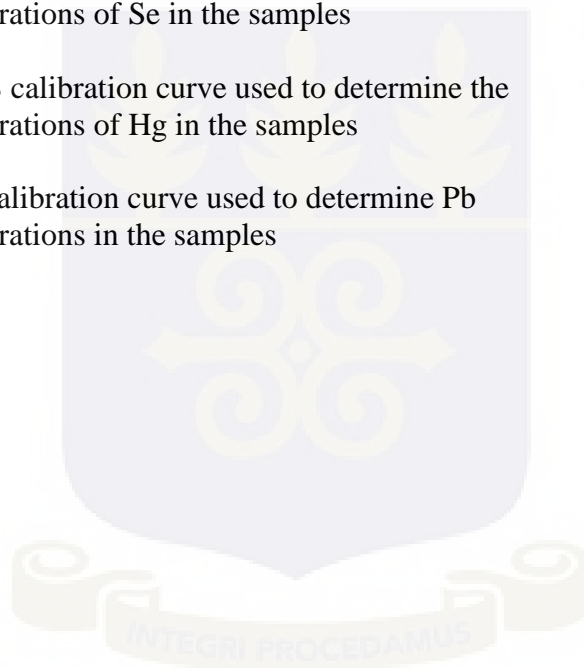 rations of Se in the samples
calibration curve used to determine the
rations of Hg in the samples
alibration curve used to determine Pb
rations in the samples
INTEGRI PROCEDAMUS